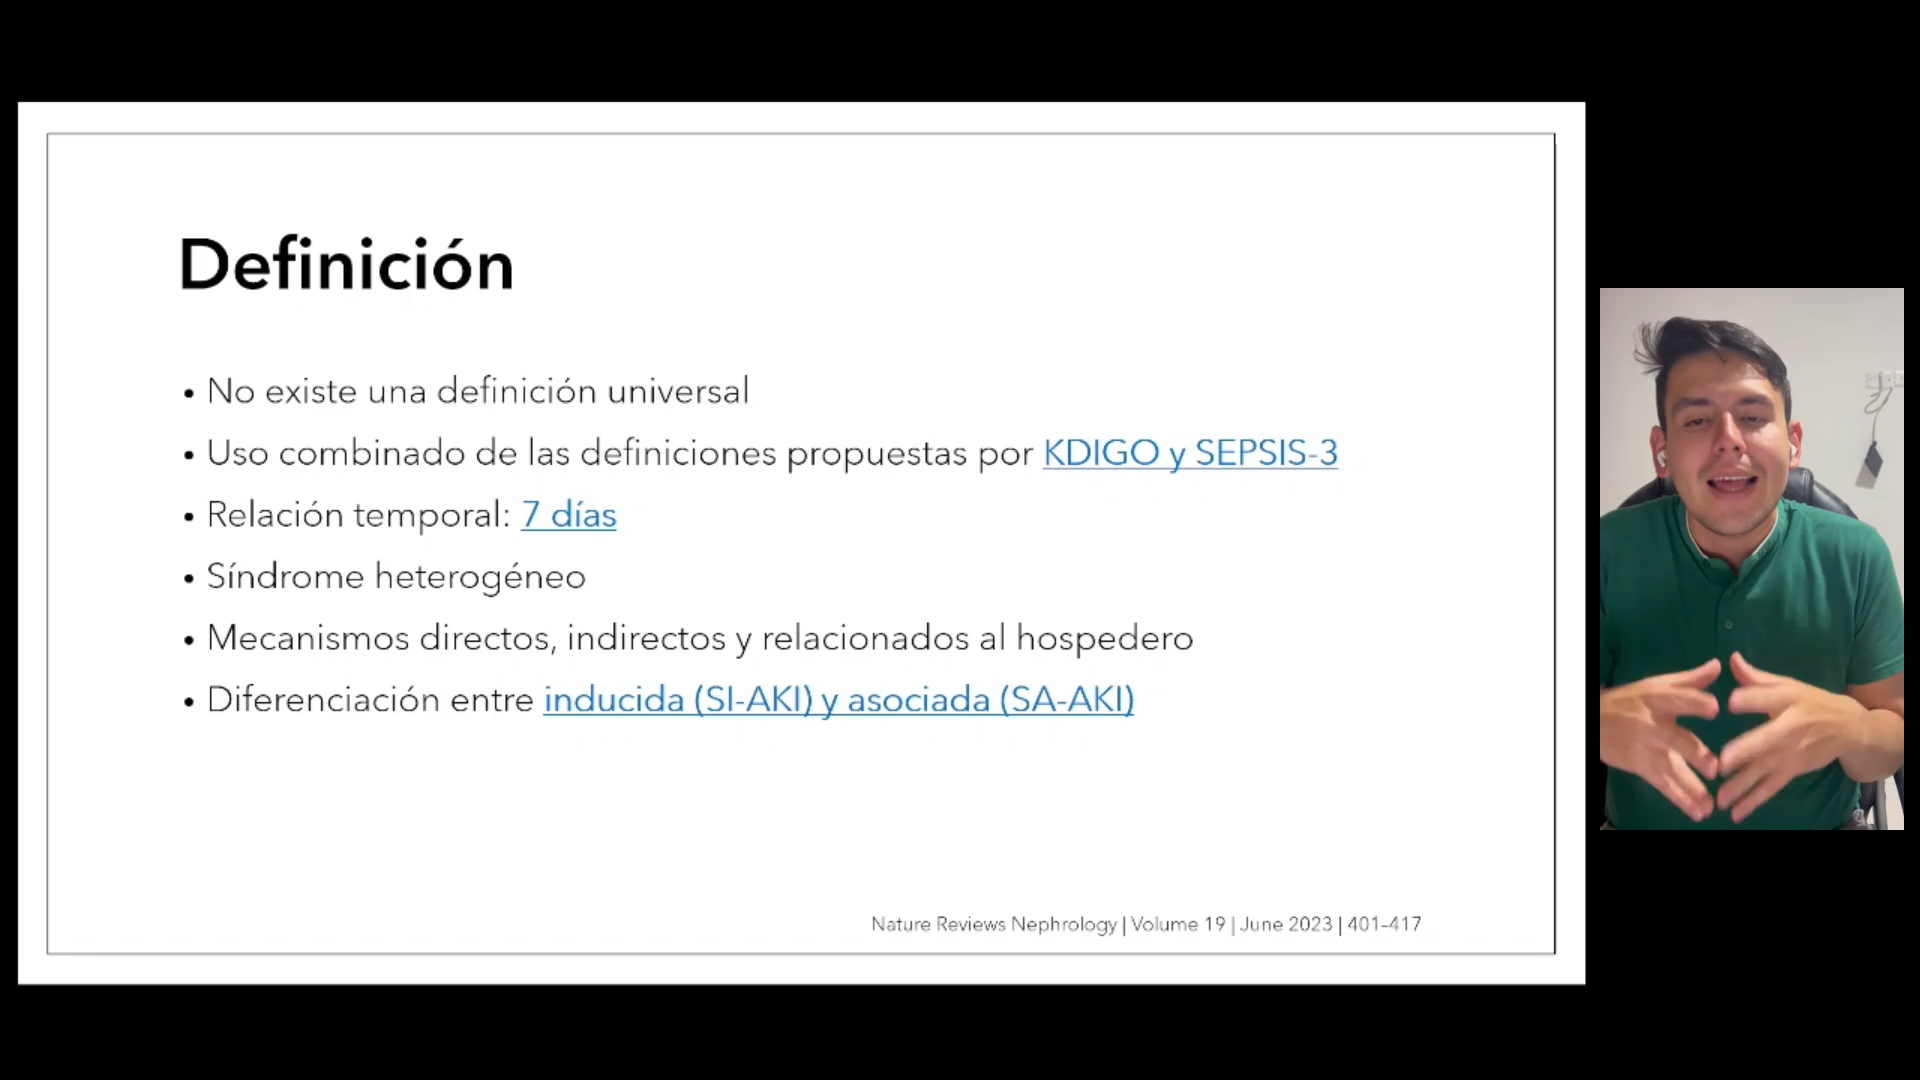 Definición
• No existe una definición universal
• Uso combinado de las definiciones propuestas por KDIGO y SEPSIS-3
• Relación temporal: 7 días
• Síndrome heterogéneo
• Mecanismos directos, indirectos y relacionados al hospedero
• Diferenciación entre inducida (SI-AKI) y asociada (SA-AKI)
Nature Reviews Nephrology | Volume 19 | June 2023 | 401–417